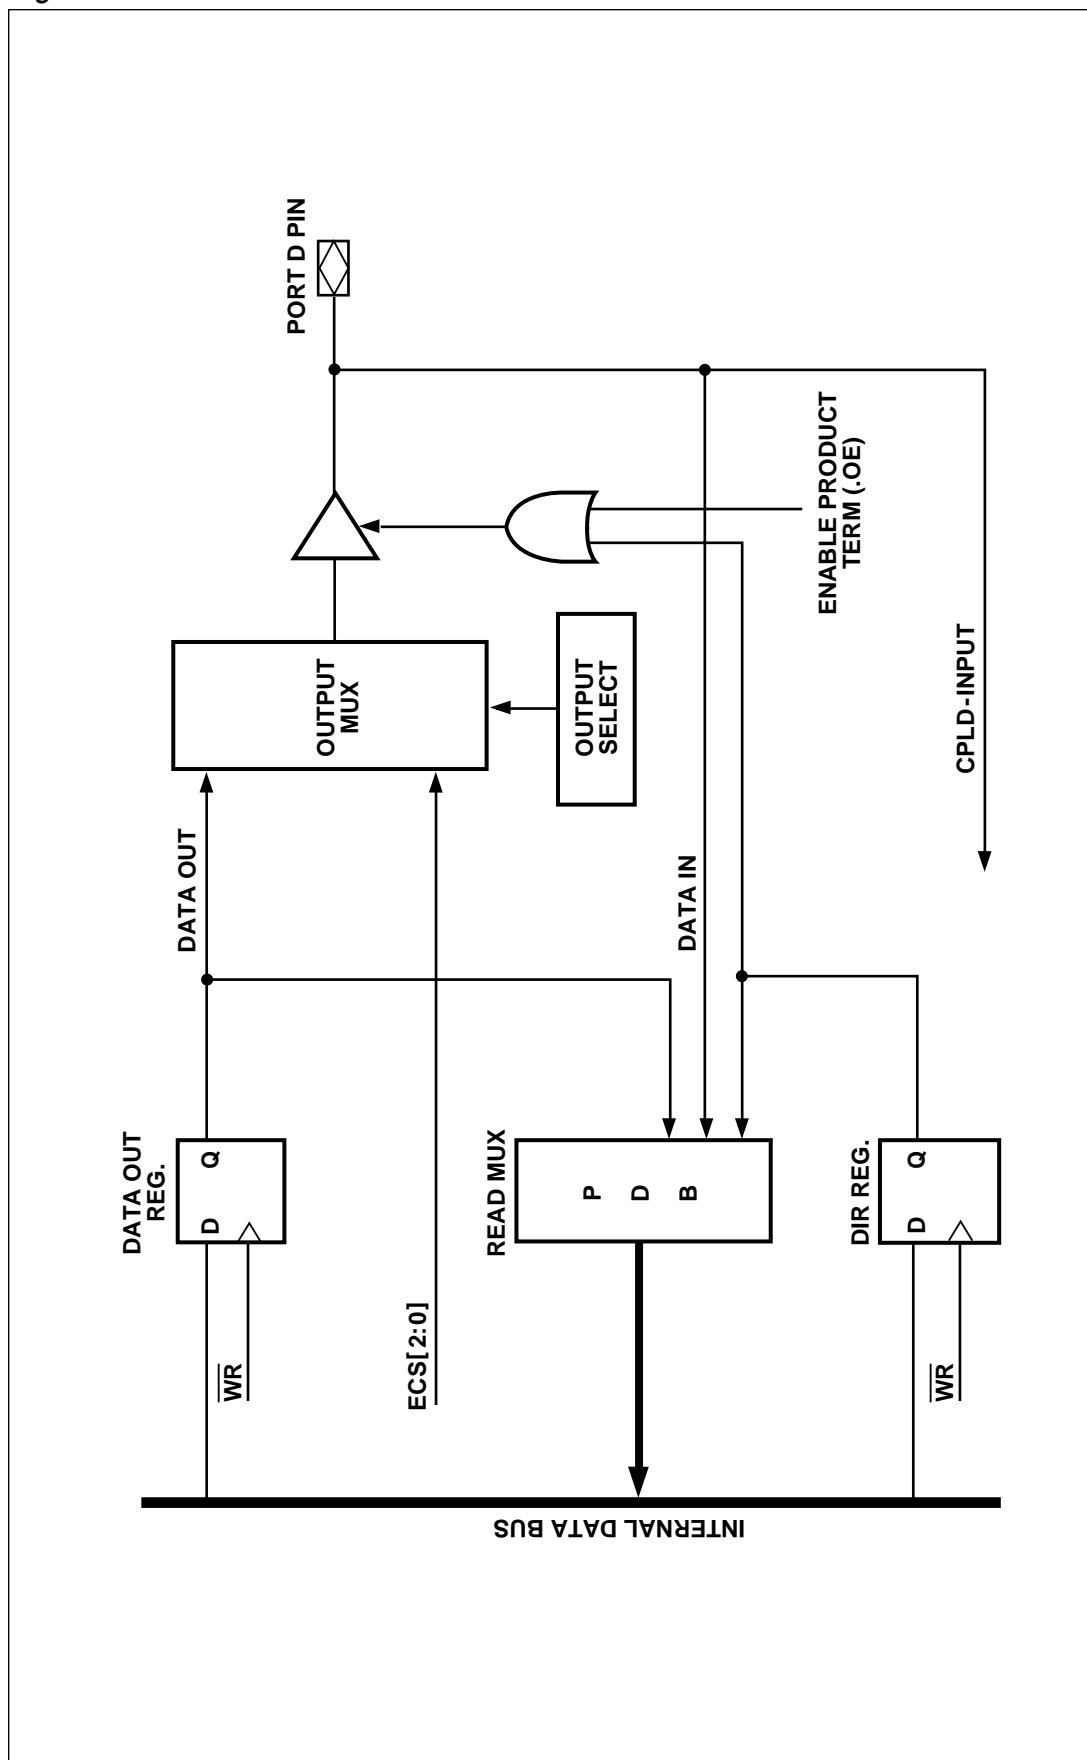 INTERNAL DATA BUS
DATA OUT
REG.
D
Q
WR
DATA OUT
ECS[ 2:0]
OUTPUT
MUX
PORT D PIN
OUTPUT
SELECT
READ MUX
P
D
B
DATA IN
ENABLE PRODUCT
TERM (.OE)
DIR REG.
D
Q
WR
CPLD-INPUT